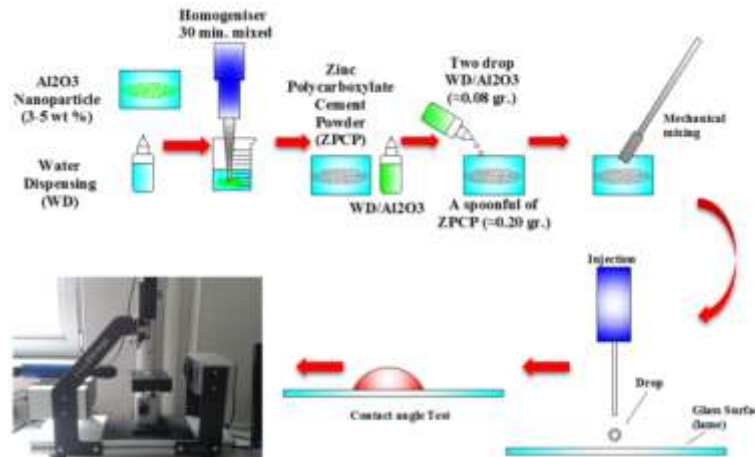 Homogeniser
30 min. mixed
Al2O3
Nanoparticle
(3-5 wt %)
Water
Dispensing
(WD)
Zinc
Polycarboxylate
Cement
Powder
(ZPCP)
WD/Al2O3
Two drop
WD/Al2O3
(≈0.08 gr.)
A spoonful of
ZPCP (≈0.20 gr.)
Mechanical
mixing
Injection
Drop
Glass Surface
(lame)
Contact angle Test